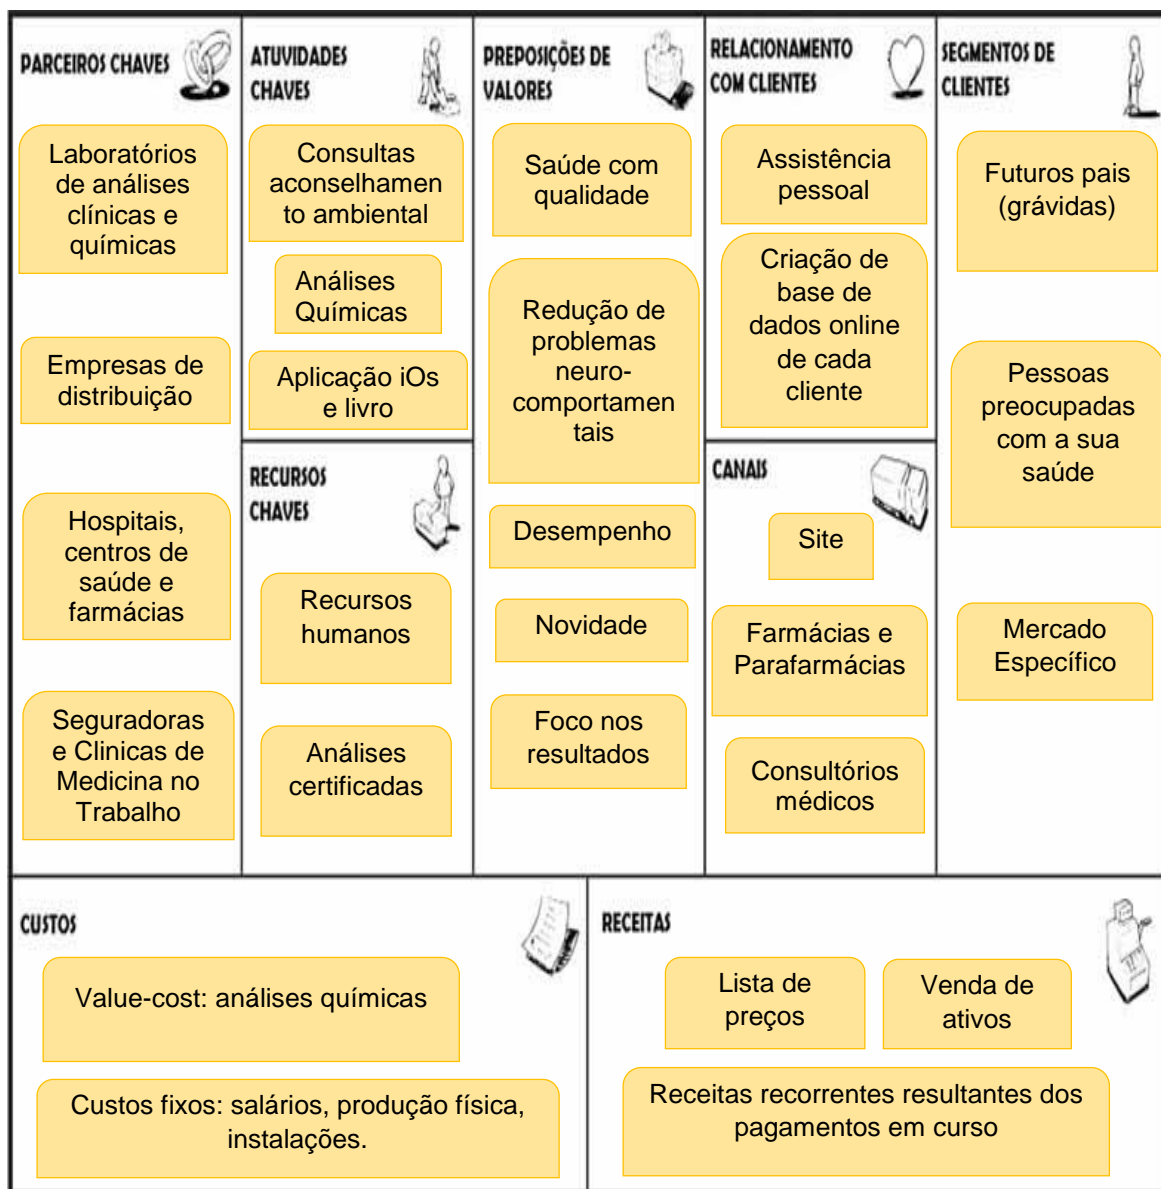 PARCEIROS CHAVES
Laboratórios
de análises
clínicas e
químicas
Empresas de
distribuição
Hospitais,
centros de
saúde e
farmácias
Seguradoras
e Clinicas de
Medicina no
Trabalho
ATUVIDADES
CHAVES
Consultas
aconselhamen
to ambiental
Análises
Químicas
Aplicação iOs
e livro
RECURSOS
CHAVES
Recursos
humanos
Análises
certificadas
PREPOSIÇÕES DE
VALORES
Saúde com
qualidade
Redução de
problemas
neuro-
comportamen
tais
Desempenho
Novidade
Foco nos
resultados
RELACIONAMENTO
COM CLIENTES
Assistência
pessoal
Criação de
base de
dados online
de cada
cliente
CANAIS
Site
Farmácias e
Parafarmácias
Consultórios
médicos
SEGMENTOS DE
CLIENTES
Futuros pais
(grávidas)
Pessoas
preocupadas
com a sua
saúde
Mercado
Específico
CUSTOS
Value-cost: análises químicas
Custos fixos: salários, produção física,
instalações.
RECEITAS
Lista de
preços
Venda de
ativos
Receitas recorrentes resultantes dos
pagamentos em curso